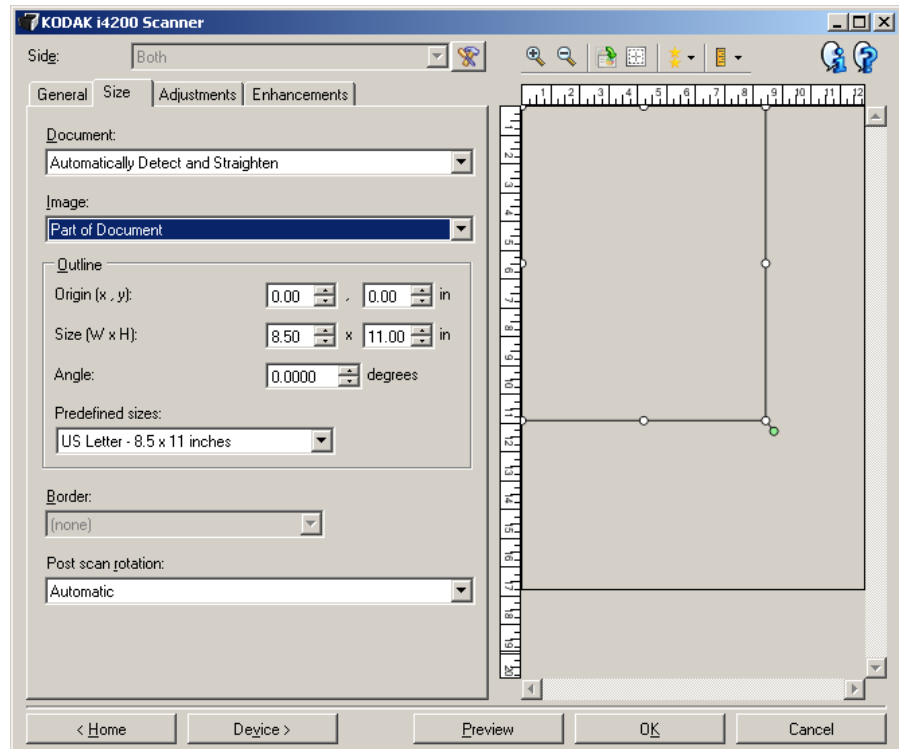 KODAK i4200 Scanner
Side: Both
General Size Adjustments Enhancements
Document:
Automatically Detect and Straighten
Image:
Part of Document
Outline
Origin (x , y): 0.00 , 0.00 in
Size (W x H): 8.50 x 11.00 in
Angle: 0.0000 degrees
Predefined sizes:
US Letter - 8.5 x 11 inches
Border:
(none)
Post scan rotation:
Automatic
1 2 3 4 5 6 7 8 9 10 11 12
1
2
3
4
5
6
7
8
9
10
11
12
13
14
15
16
17
18
19
20
< Home Device > Preview OK Cancel